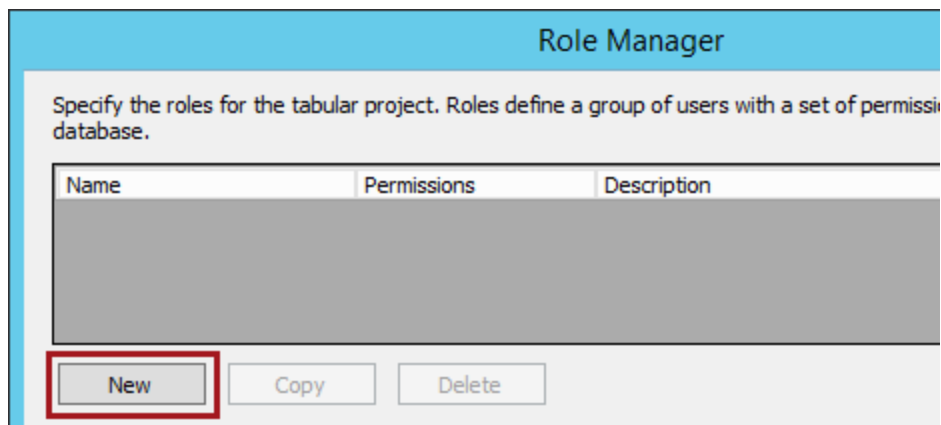 Role Manager
Specify the roles for the tabular project. Roles define a group of users with a set of
database.
Name Permissions Description
New Copy Delete